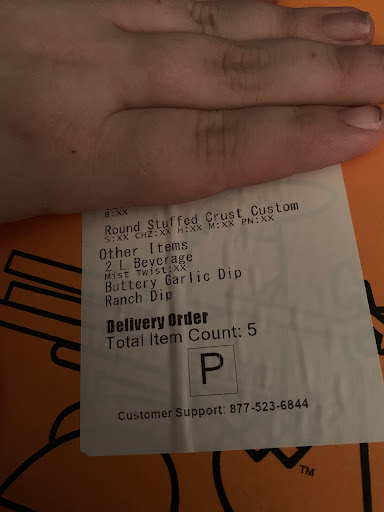 B:XX
Round Stuffed Crust Custom
S:XX CHZ:XX H:XX M:XX PN:XX
Other Items
2 L Beverage
Mist Twist:XX
Buttery Garlic Dip
Ranch Dip
Delivery Order
Total Item Count: 5
P
Customer Support: 877-523-6844
TM